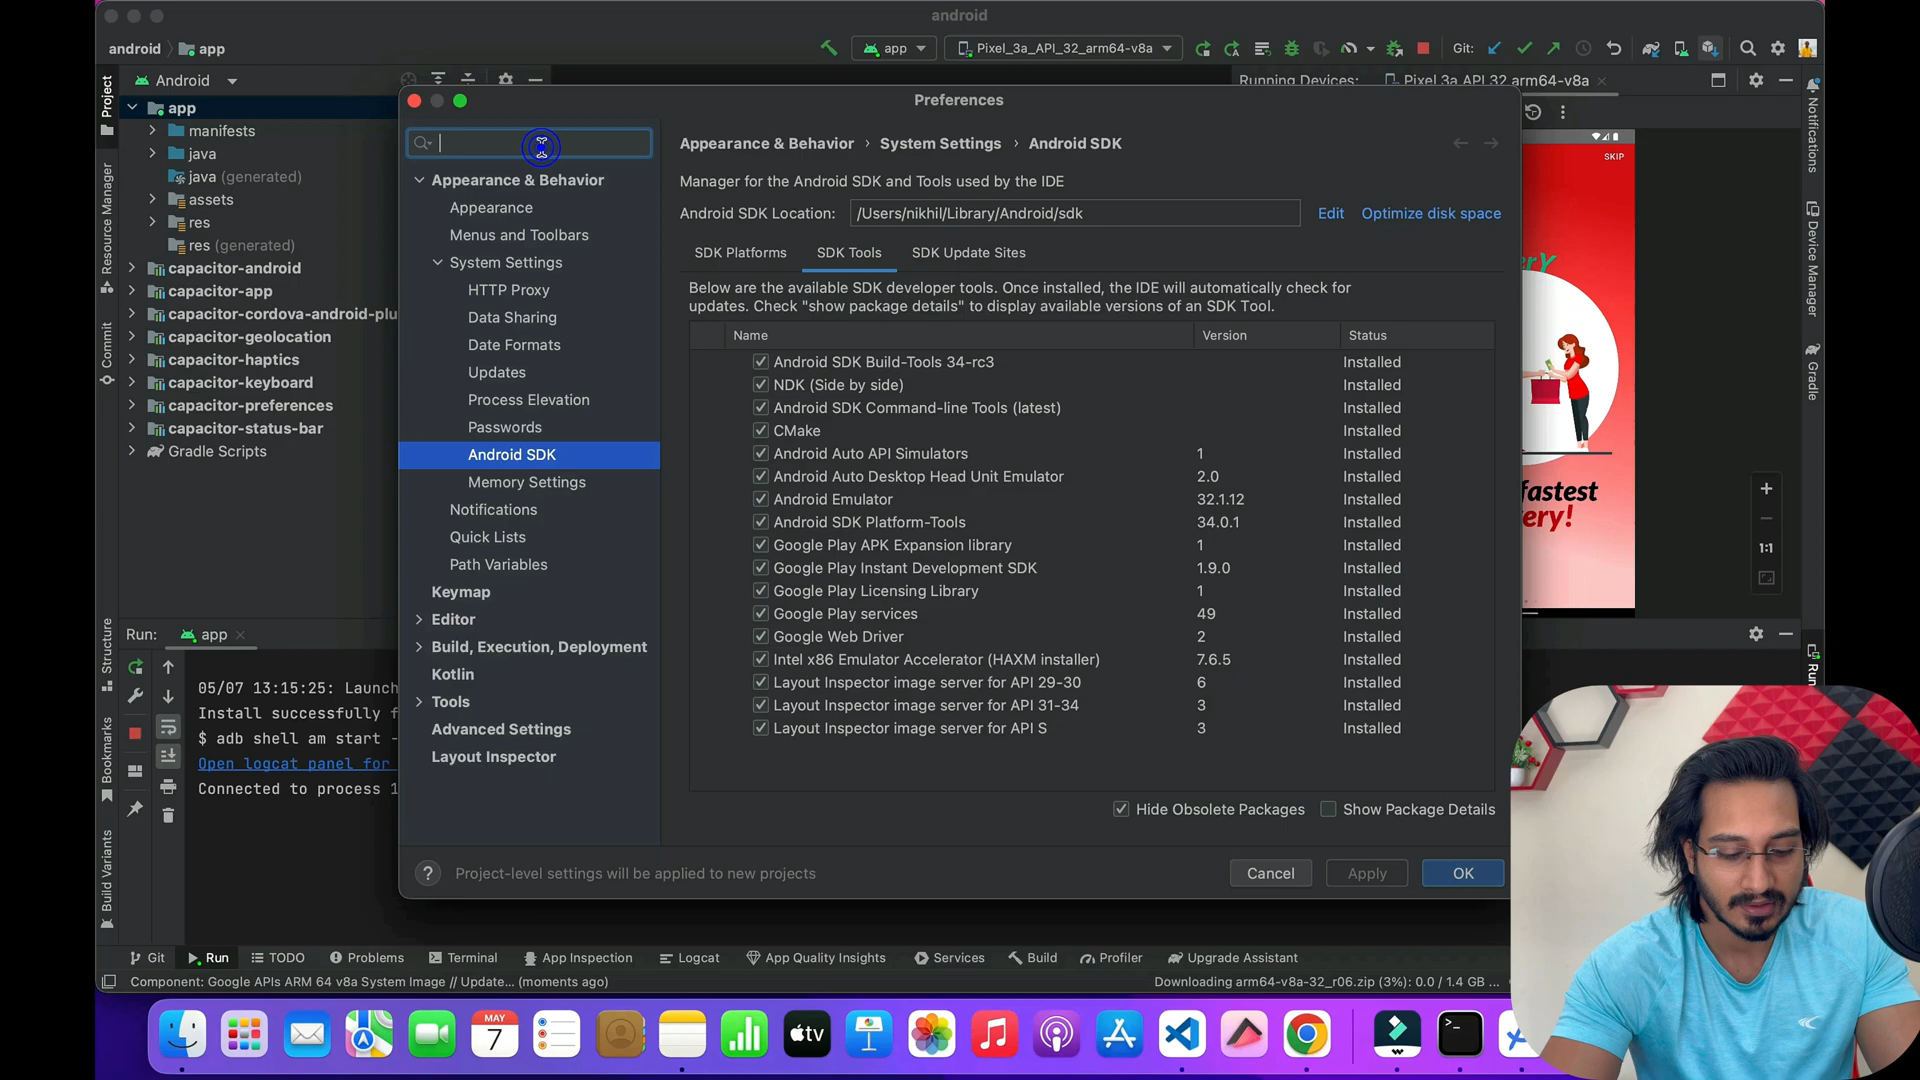 android
android
app
app
Pixel_3a_API_32_arm64-v8a
Git:
Android
Running Devices:
Pixel 3a API 32 arm64-v8a
Project
Resource Manager
Commit
Structure
Bookmarks
Build Variants
app
manifests
java
java (generated)
assets
res
res (generated)
capacitor-android
capacitor-app
capacitor-cordova-android-plu
capacitor-geolocation
capacitor-haptics
capacitor-keyboard
capacitor-preferences
capacitor-status-bar
Gradle Scripts
Preferences
Appearance & Behavior
Appearance
Menus and Toolbars
System Settings
HTTP Proxy
Data Sharing
Date Formats
Updates
Process Elevation
Passwords
Android SDK
Memory Settings
Notifications
Quick Lists
Path Variables
Keymap
Editor
Build, Execution, Deployment
Kotlin
Tools
Advanced Settings
Layout Inspector
Appearance & Behavior › System Settings › Android SDK
Manager for the Android SDK and Tools used by the IDE
Android SDK Location: /Users/nikhil/Library/Android/sdk Edit Optimize disk space
SDK Platforms SDK Tools SDK Update Sites
Below are the available SDK developer tools. Once installed, the IDE will automatically check for
updates. Check "show package details" to display available versions of an SDK Tool.
Name Version Status
Android SDK Build-Tools 34-rc3 Installed
NDK (Side by side) Installed
Android SDK Command-line Tools (latest) Installed
CMake Installed
Android Auto API Simulators 1 Installed
Android Auto Desktop Head Unit Emulator 2.0 Installed
Android Emulator 32.1.12 Installed
Android SDK Platform-Tools 34.0.1 Installed
Google Play APK Expansion library 1 Installed
Google Play Instant Development SDK 1.9.0 Installed
Google Play Licensing Library 1 Installed
Google Play services 49 Installed
Google Web Driver 2 Installed
Intel x86 Emulator Accelerator (HAXM installer) 7.6.5 Installed
Layout Inspector image server for API 29-30 6 Installed
Layout Inspector image server for API 31-34 3 Installed
Layout Inspector image server for API S 3 Installed
Hide Obsolete Packages Show Package Details
? Project-level settings will be applied to new projects
Cancel Apply OK
SKIP
fastest
ery!
1:1
Notifications
Device Manager
Gradle
Run
Run: app
05/07 13:15:25: Launch
Install successfully f
$ adb shell am start -
Open logcat panel for
Connected to process 1
Git Run TODO Problems Terminal App Inspection Logcat App Quality Insights Services Build Profiler Upgrade Assistant
Component: Google APIs ARM 64 v8a System Image // Update... (moments ago)
Downloading arm64-v8a-32_r06.zip (3%): 0.0 / 1.4 GB ...
MAY
7
tv